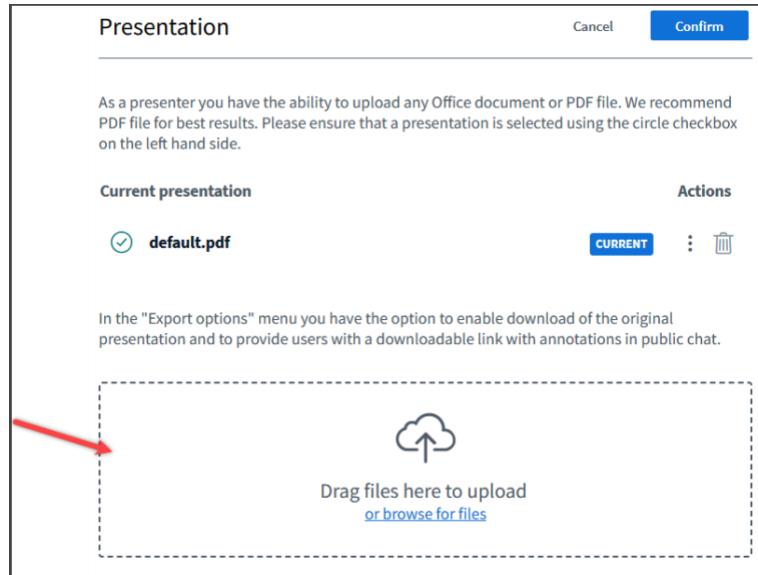 Presentation
Cancel
Confirm
As a presenter you have the ability to upload any Office document or PDF file. We recommend
PDF file for best results. Please ensure that a presentation is selected using the circle checkbox
on the left hand side.
Current presentation
Actions
default.pdf
CURRENT
In the "Export options" menu you have the option to enable download of the original
presentation and to provide users with a downloadable link with annotations in public chat.
Drag files here to upload
or browse for files